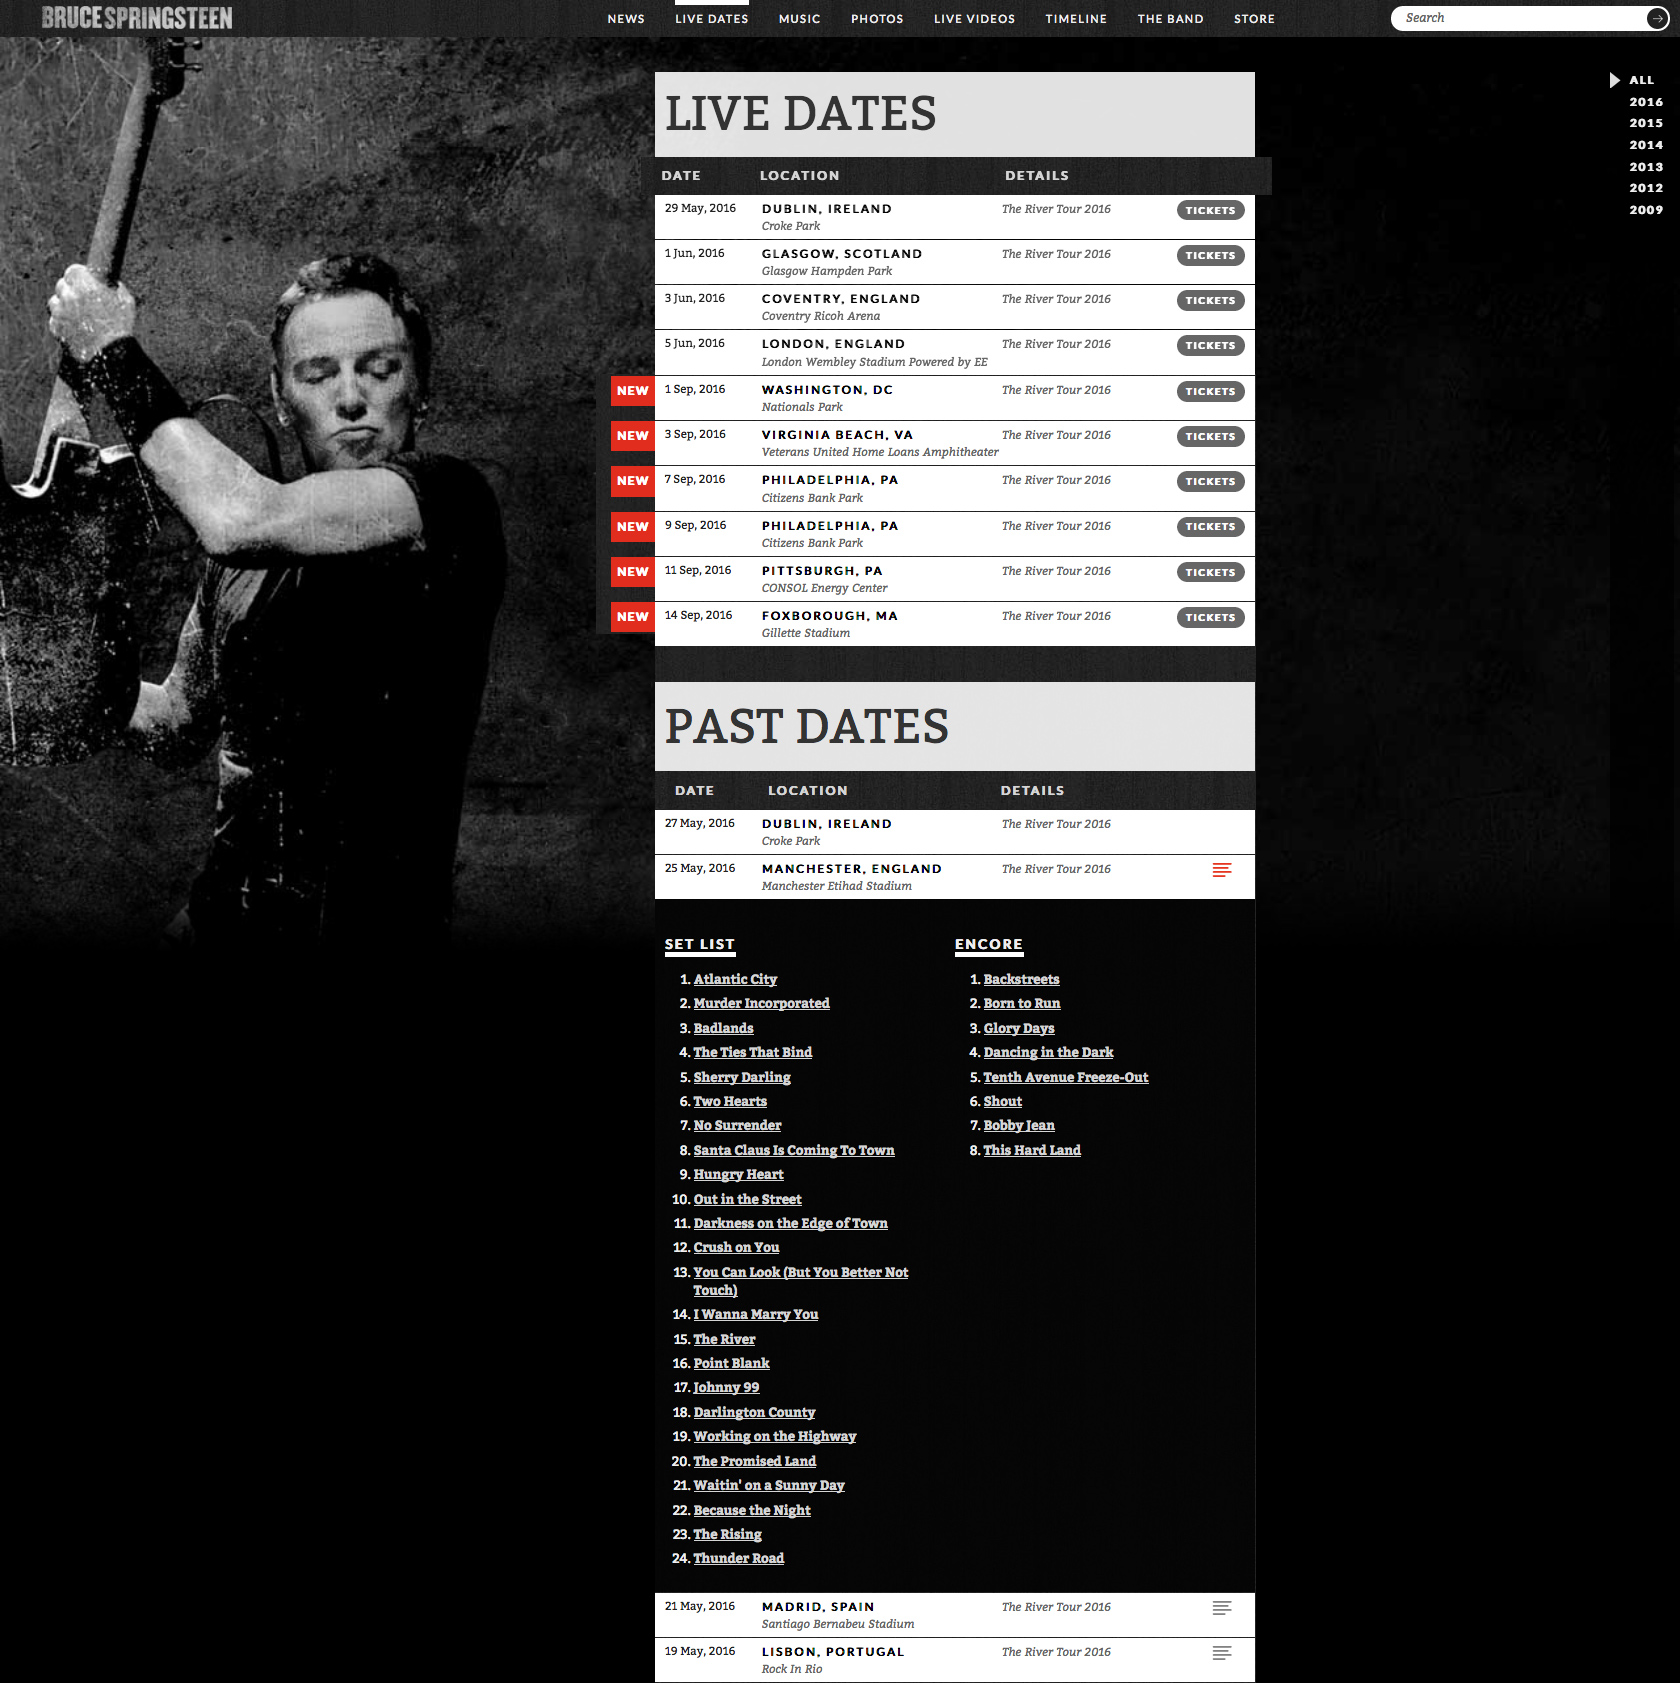 BRUCE SPRINGSTEEN
NEWS LIVE DATES MUSIC PHOTOS LIVE VIDEOS TIMELINE THE BAND STORE
Search
ALL
2016
2015
2014
2013
2012
2009
LIVE DATES
DATE LOCATION DETAILS
29 May, 2016 DUBLIN, IRELAND The River Tour 2016 TICKETS
Croke Park
1 Jun, 2016 GLASGOW, SCOTLAND The River Tour 2016 TICKETS
Glasgow Hampden Park
3 Jun, 2016 COVENTRY, ENGLAND The River Tour 2016 TICKETS
Coventry Ricoh Arena
5 Jun, 2016 LONDON, ENGLAND The River Tour 2016 TICKETS
London Wembley Stadium Powered by EE
NEW 1 Sep, 2016 WASHINGTON, DC The River Tour 2016 TICKETS
Nationals Park
NEW 3 Sep, 2016 VIRGINIA BEACH, VA The River Tour 2016 TICKETS
Veterans United Home Loans Amphitheater
NEW 7 Sep, 2016 PHILADELPHIA, PA The River Tour 2016 TICKETS
Citizens Bank Park
NEW 9 Sep, 2016 PHILADELPHIA, PA The River Tour 2016 TICKETS
Citizens Bank Park
NEW 11 Sep, 2016 PITTSBURGH, PA The River Tour 2016 TICKETS
CONSOL Energy Center
NEW 14 Sep, 2016 FOXBOROUGH, MA The River Tour 2016 TICKETS
Gillette Stadium
PAST DATES
DATE LOCATION DETAILS
27 May, 2016 DUBLIN, IRELAND The River Tour 2016
Croke Park
25 May, 2016 MANCHESTER, ENGLAND The River Tour 2016
Manchester Etihad Stadium
SET LIST
1. Atlantic City
2. Murder Incorporated
3. Badlands
4. The Ties That Bind
5. Sherry Darling
6. Two Hearts
7. No Surrender
8. Santa Claus Is Coming To Town
9. Hungry Heart
10. Out in the Street
11. Darkness on the Edge of Town
12. Crush on You
13. You Can Look (But You Better Not
Touch)
14. I Wanna Marry You
15. The River
16. Point Blank
17. Johnny 99
18. Darlington County
19. Working on the Highway
20. The Promised Land
21. Waitin' on a Sunny Day
22. Because the Night
23. The Rising
24. Thunder Road
ENCORE
1. Backstreets
2. Born to Run
3. Glory Days
4. Dancing in the Dark
5. Tenth Avenue Freeze-Out
6. Shout
7. Bobby Jean
8. This Hard Land
21 May, 2016 MADRID, SPAIN The River Tour 2016
Santiago Bernabeu Stadium
19 May, 2016 LISBON, PORTUGAL The River Tour 2016
Rock In Rio